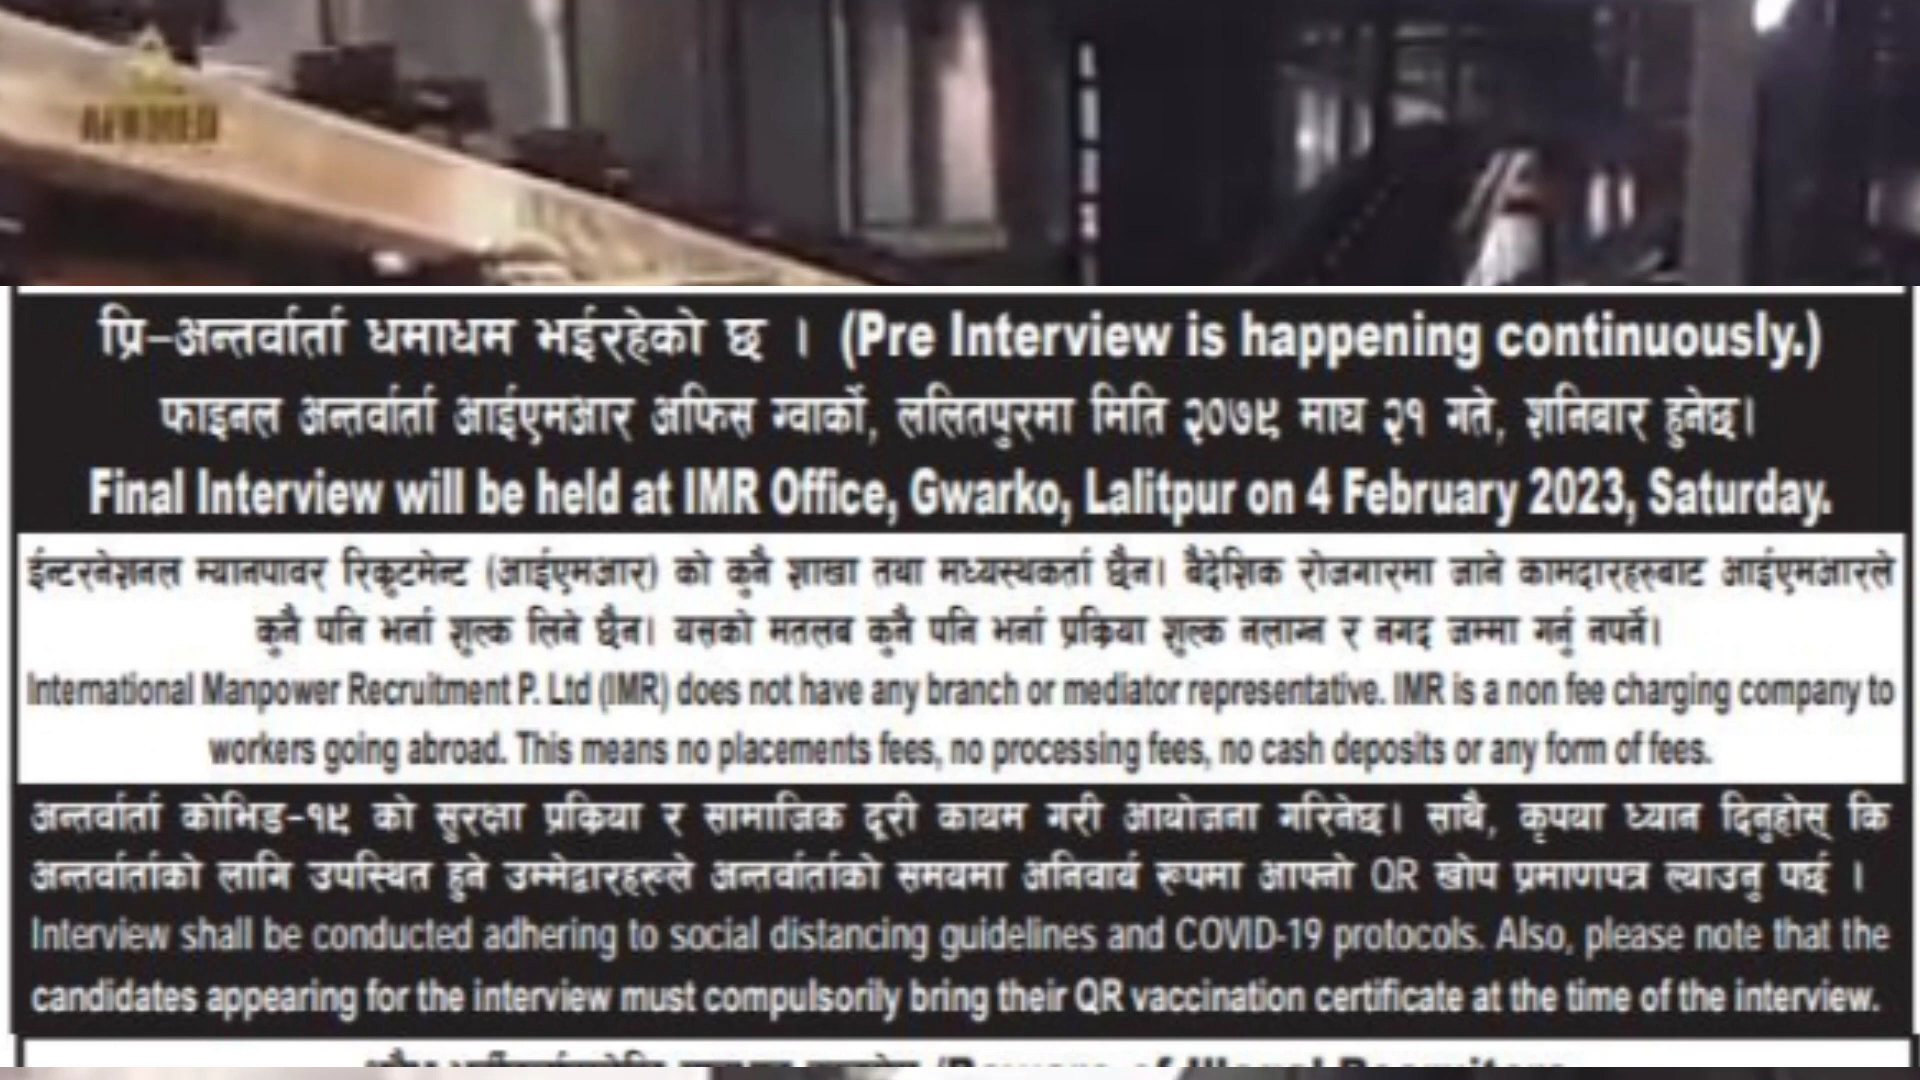 AFRMED
प्रि-अन्तर्वार्ता धमाधम भईरहेको छ । (Pre Interview is happening continuously.)
फाइनल अन्तर्वार्ता आईएमआर अफिस ग्वार्को, ललितपुरमा मिति २०७९ माघ २१ गते, शनिबार हुनेछ।
Final Interview will be held at IMR Office, Gwarko, Lalitpur on 4 February 2023, Saturday.
ईन्टरनेशनल म्यानपावर रिक्रुटमेन्ट (आईएमआर) को कुनै शाखा तथा मध्यस्थकर्ता छैन। बैदेशिक रोजगारमा जाने कामदारहरुबाट आईएमआरले
कुनै पनि भर्ना शुल्क लिने छैन। यसको मतलब कुनै पनि भर्ना प्रक्रिया शुल्क नलाग्न र नगद जम्मा गर्नु नपर्ने।
International Manpower Recruitment P. Ltd (IMR) does not have any branch or mediator representative. IMR is a non fee charging company to
workers going abroad. This means no placements fees, no processing fees, no cash deposits or any form of fees.
अन्तर्वार्ता कोभिड-१९ को सुरक्षा प्रक्रिया र सामाजिक दूरी कायम गरी आयोजना गरिनेछ। साथै, कृपया ध्यान दिनुहोस् कि
अन्तर्वार्ताको लागि उपस्थित हुने उम्मेद्वारहरूले अन्तर्वार्ताको समयमा अनिवार्य रूपमा आफ्नो QR खोप प्रमाणपत्र ल्याउनु पर्छ ।
Interview shall be conducted adhering to social distancing guidelines and COVID-19 protocols. Also, please note that the
candidates appearing for the interview must compulsorily bring their QR vaccination certificate at the time of the interview.
(Beware of Illegal Recruiters